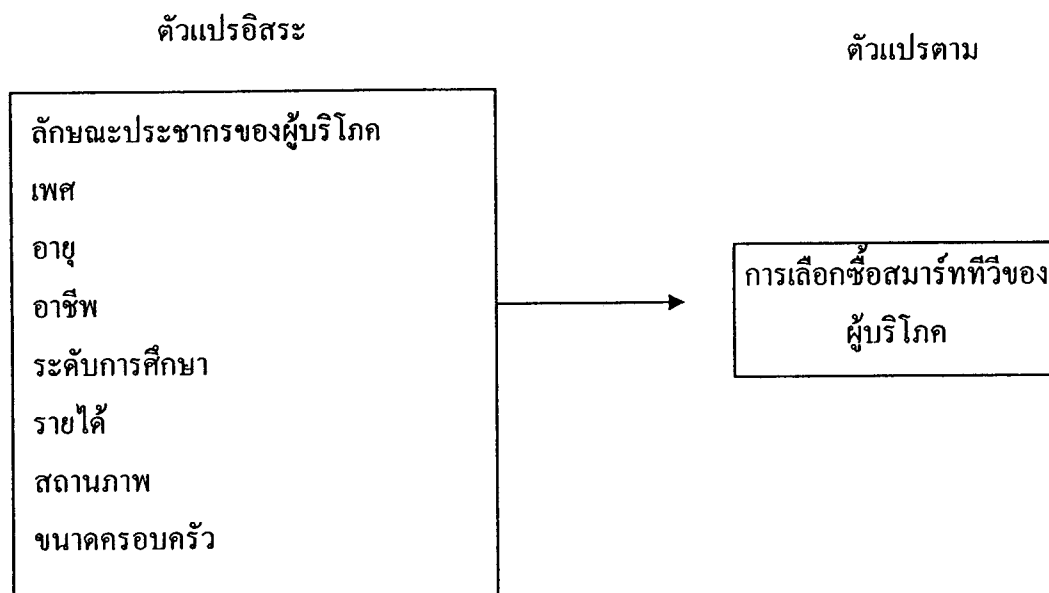 ตัวแปรอิสระ
ตัวแปรตาม
ลักษณะประชากรของผู้บริโภค
เพศ
อายุ
อาชีพ
ระดับการศึกษา
รายได้
สถานภาพ
ขนาดครอบครัว
การเลือกซื้อสมาร์ททีวีของ
ผู้บริโภค